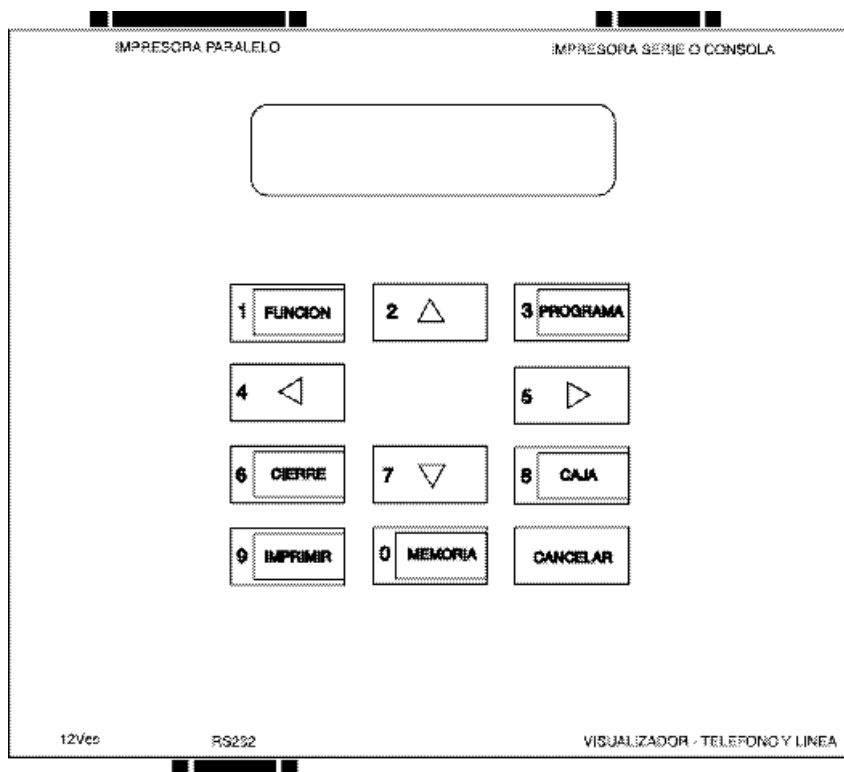 IMPRESORA PARALELO IMPRESORA SERIE O CONSOLA
1 FUNCION 2 3 PROGRAMA
4 5
6 CIERRE 7 8 CAJA
9 IMPRIMIR 0 MEMORIA CANCELAR
RS232 VISUALIZADOR - TELEFONO Y LINEA